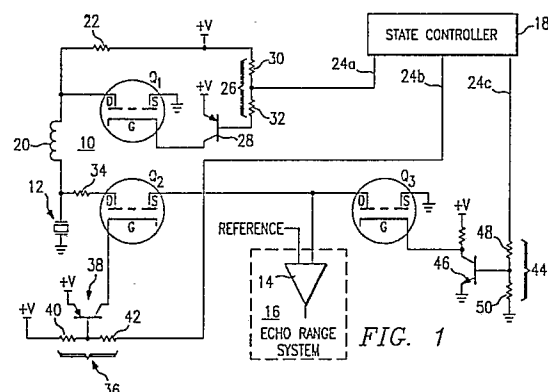 22
+V
STATE CONTROLLER
18
30
24a
24b
24c
Q1
26
+V
D
S
G
32
28
20
10
34
Q2
Q3
12
D
S
G
D
S
G
+V
REFERENCE
48
38
+V
14
46
44
+V
40
42
16
50
ECHO RANGE
SYSTEM
FIG. 1
36